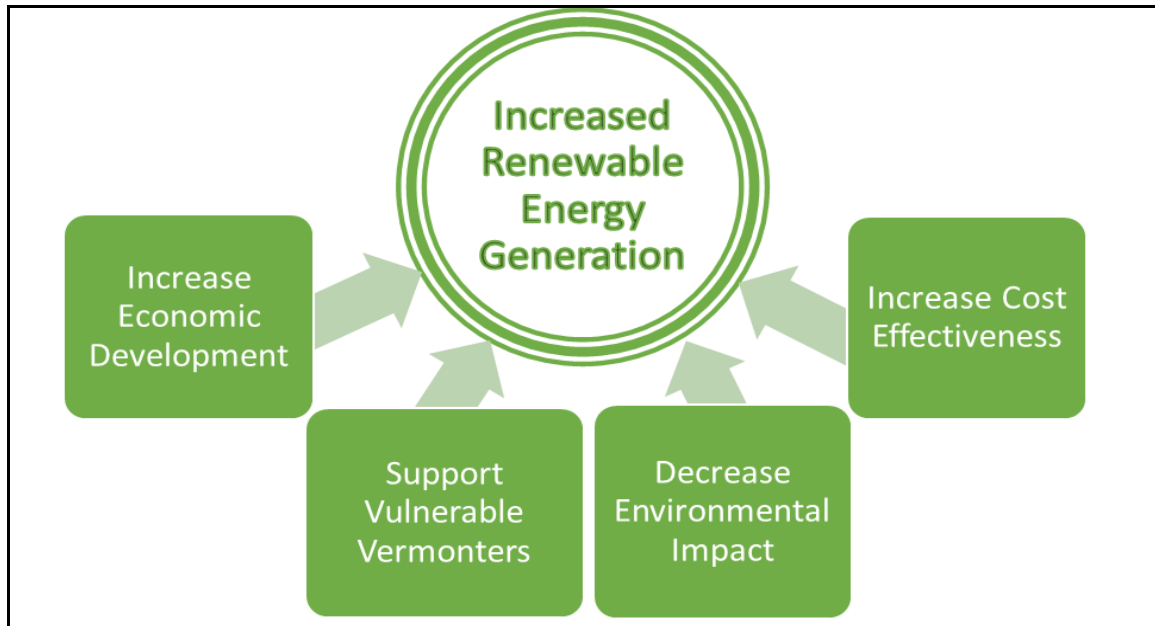 Increased
Renewable
Energy
Generation
Increase
Economic
Development
Support
Vulnerable
Vermonters
Decrease
Environmental
Impact
Increase Cost
Effectiveness